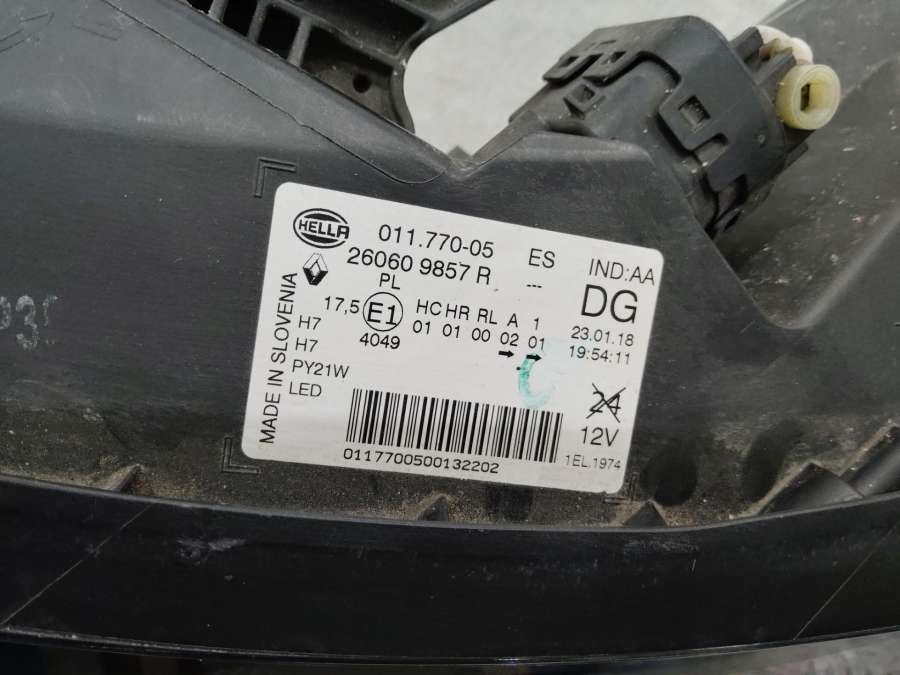 HELLA
011.770-05
ES
IND:AA
26060 9857 R
---
DG
PL
17,5
E1
HC HR RL A 1
23.01.18
H7
4049
01 01 00 02 01
19:54:11
H7
PY21W
LED
24
12V
MADE IN SLOVENIA
0117700500132202
1EL.1974